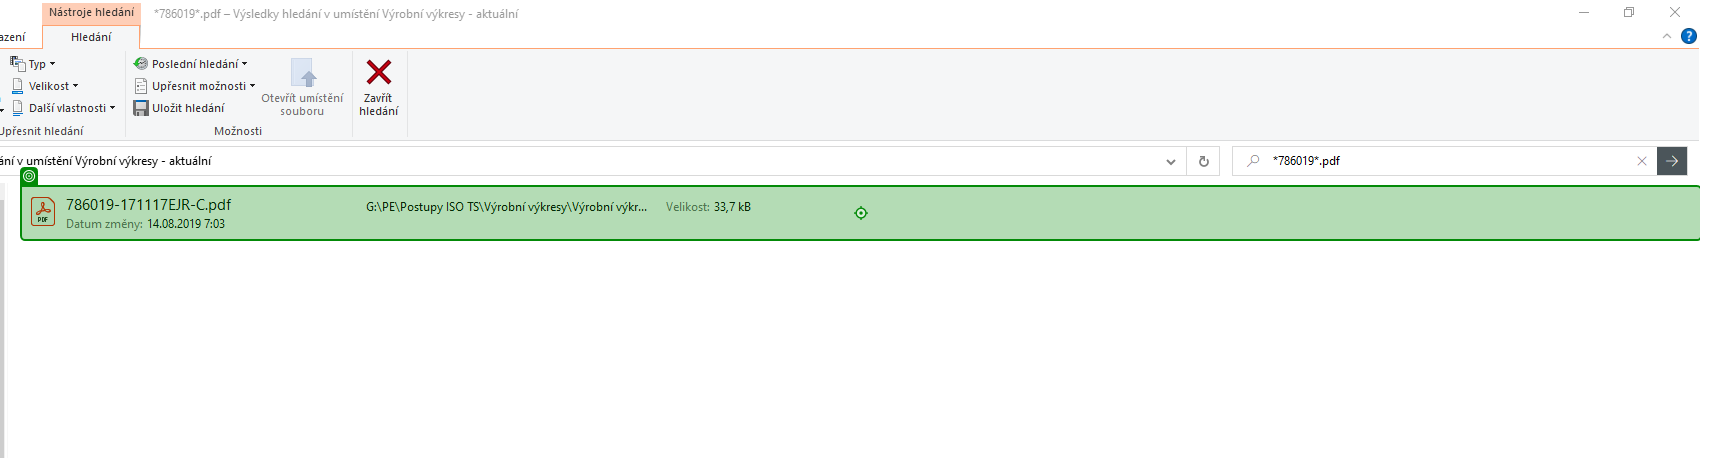 Nástroje hledání
*786019*.pdf – Výsledky hledání v umístění Výrobní výkresy - aktuální
azení
Hledání
?
Typ
Velikost
Další vlastnosti
Upřesnit hledání
Poslední hledání
Upřesnit možnosti
Uložit hledání
Otevřít umístění
souboru
Možnosti
Zavřít
hledání
ání v umístění Výrobní výkresy - aktuální
*786019*.pdf
PDF
786019-171117EJR-C.pdf
G:\PE\Postupy ISO TS\Výrobní výkresy\Výrobní výkr...
Velikost: 33,7 kB
Datum změny: 14.08.2019 7:03